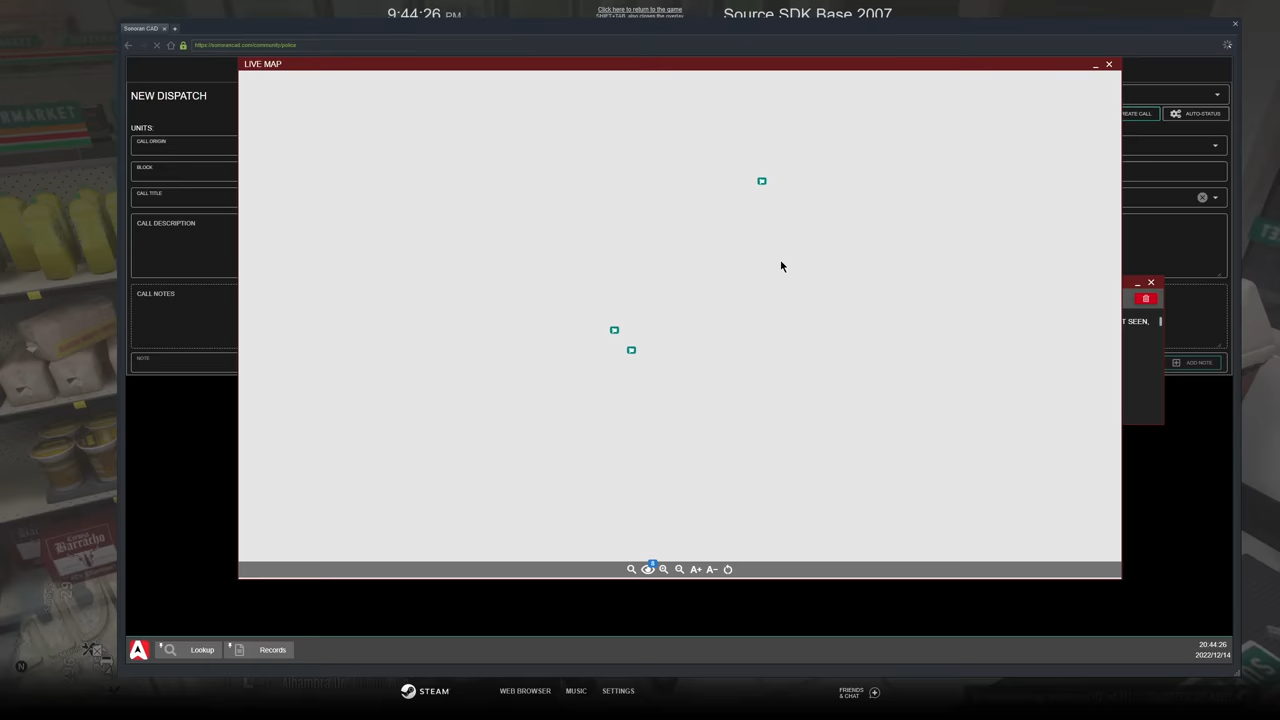 9:44:26 PM
Click here to return to the game
SHIFT+TAB also closes the overlay
Source SDK Base 2007
Sonoran CAD
https://sonorancad.com/community/police
LIVE MAP
NEW DISPATCH
REATE CALL
AUTO-STATUS
UNITS:
CALL ORIGIN
BLOCK
CALL TITLE
CALL DESCRIPTION
CALL NOTES
T SEEN,
NOTE
ADD NOTE
A+
A-
Lookup
Records
20:44:26
2022/12/14
STEAM
WEB BROWSER
MUSIC
SETTINGS
FRIENDS
& CHAT
RMARKET
Barracho
N